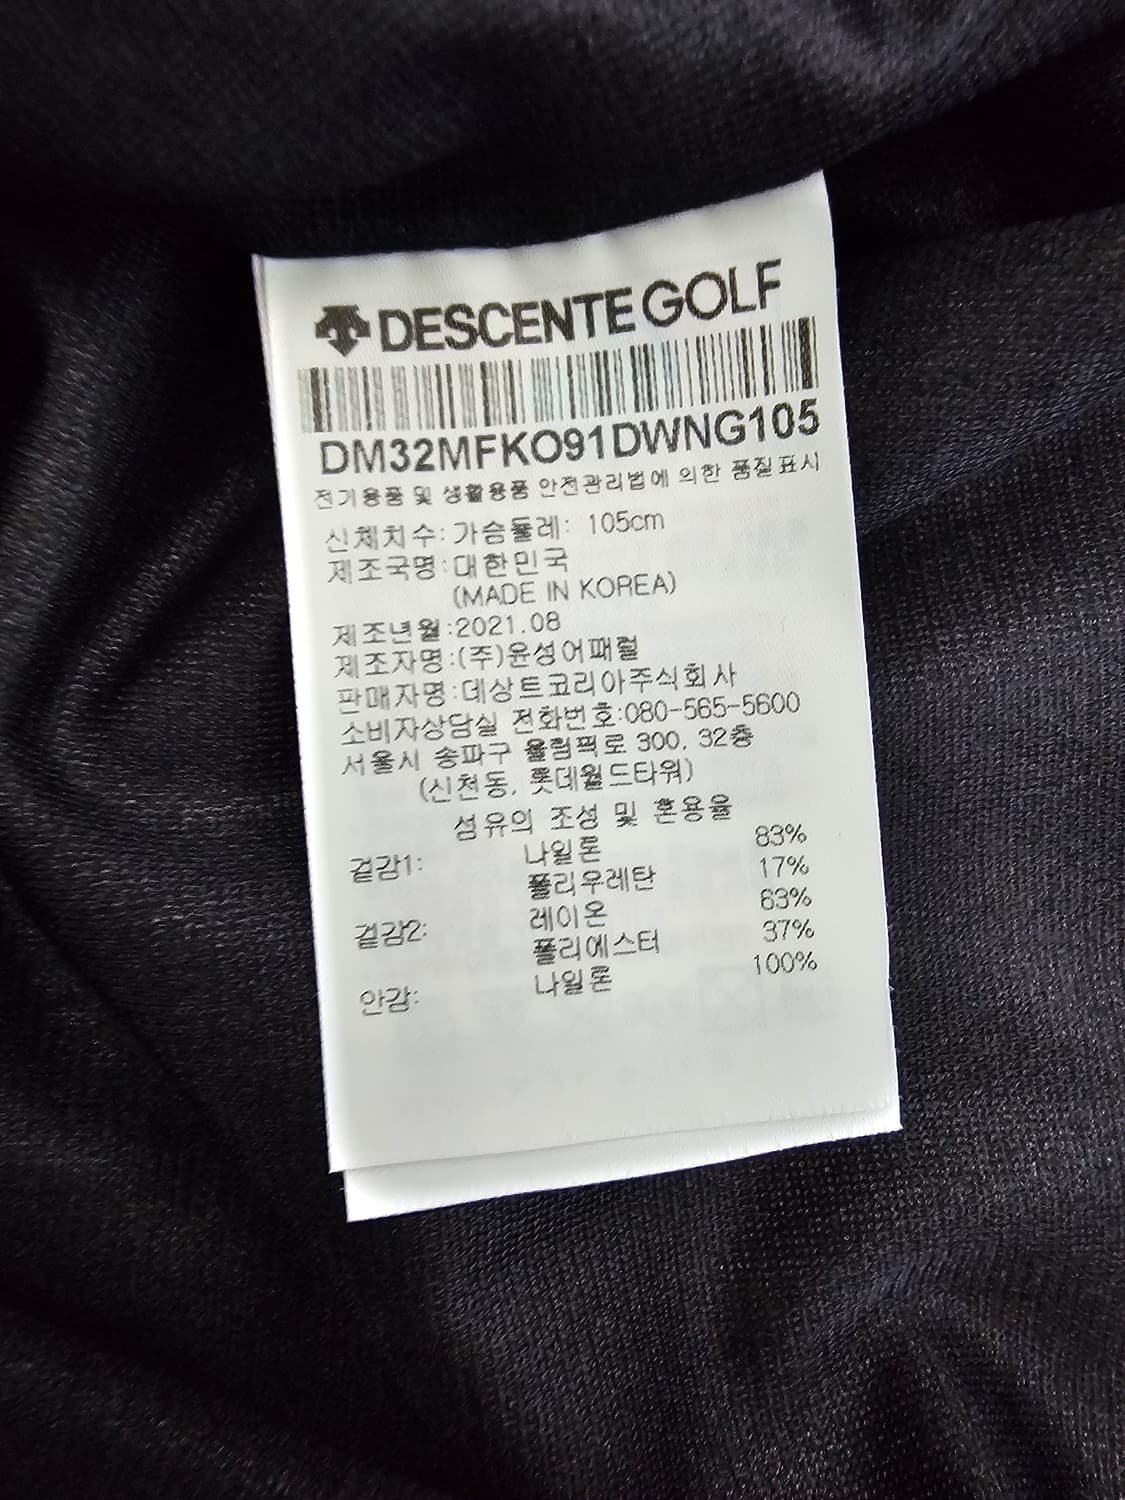 DESCENTE GOLF
DM32MFKO91DWNG105
전기용품 및 생활용품 안전관리법에 의한 품질표시
신체치수: 가슴둘레: 105cm
제조국명:대한민국
(MADE IN KOREA)
제조년월:2021.08
제조자명:(주)윤성어패럴
판매자명:데상트코리아주식회사
소비자상담실 전화번호:080-565-5600
서울시 송파구 올림픽로 300, 32층
(신천동, 롯데월드타워)
섬유의 조성 및 혼용율
겉감1: 나일론 83%
폴리우레탄 17%
겉감2: 레이온 63%
폴리에스터 37%
안감: 나일론 100%